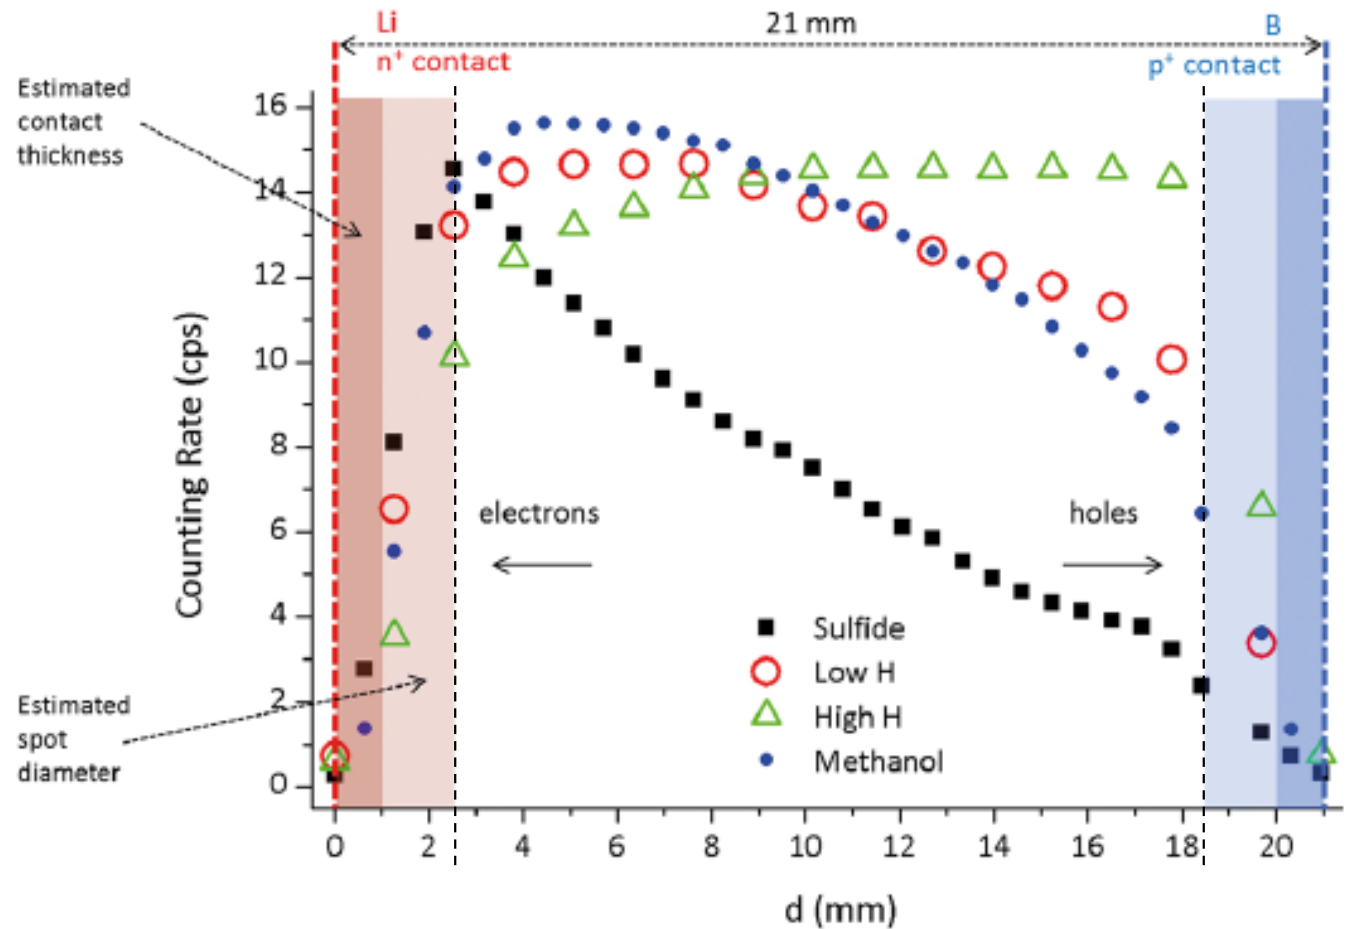 21 mm
Li
B
n⁺ contact
p⁺ contact
Estimated
contact
thickness
16
14
12
10
8
6
4
2
0
Counting Rate (cps)
electrons
holes
Sulfide
Low H
High H
Methanol
Estimated
spot
diameter
0 2 4 6 8 10 12 14 16 18 20
d (mm)